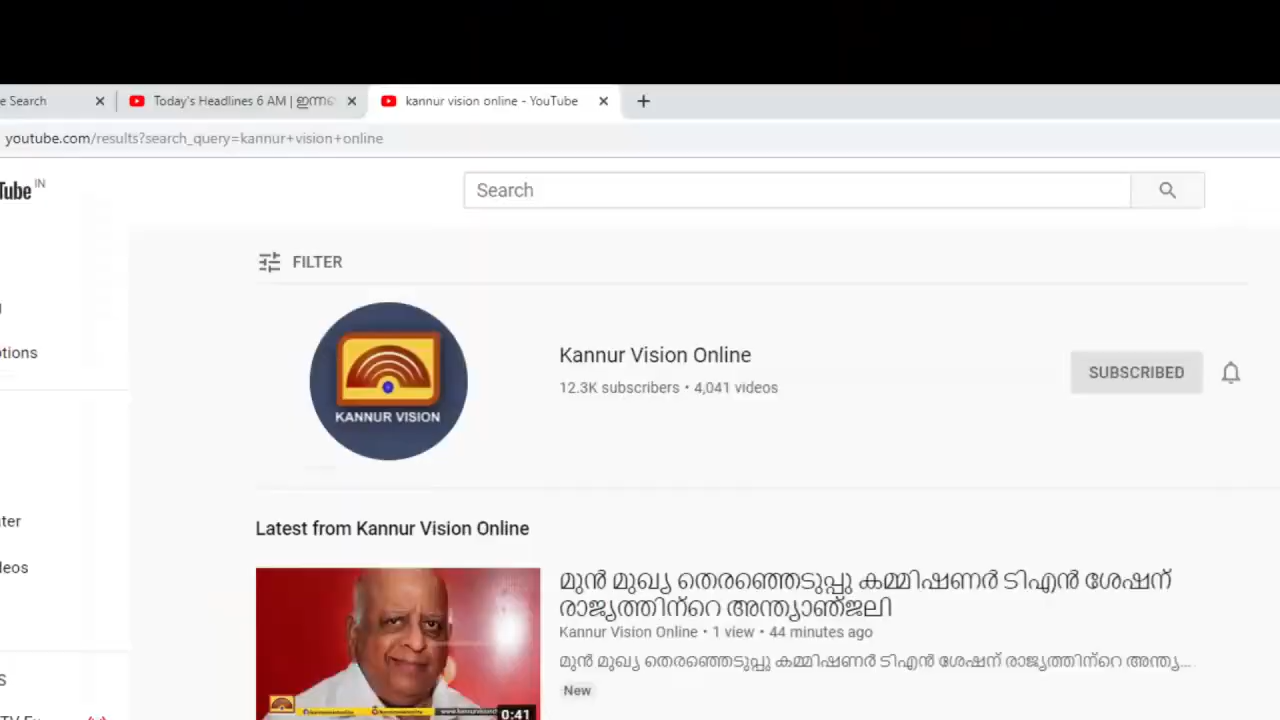 e Search
Today's Headlines 6 AM | ഇന്നെ
kannur vision online - YouTube
youtube.com/results?search_query=kannur+vision+online
Tube IN
Search
FILTER
KANNUR VISION
Kannur Vision Online
12.3K subscribers • 4,041 videos
SUBSCRIBED
otions
ter
Latest from Kannur Vision Online
leos
മുൻ മുഖ്യ തെരഞ്ഞെടുപ്പു കമ്മിഷണർ ടിഎൻ ശേഷന്
രാജ്യത്തിന്റെ അന്ത്യാഞ്ജലി
Kannur Vision Online • 1 view • 44 minutes ago
മുൻ മുഖ്യ തെരഞ്ഞെടുപ്പു കമ്മിഷണർ ടിഎൻ ശേഷന് രാജ്യത്തിന്റെ അന്ത്യ...
New
S
0:41